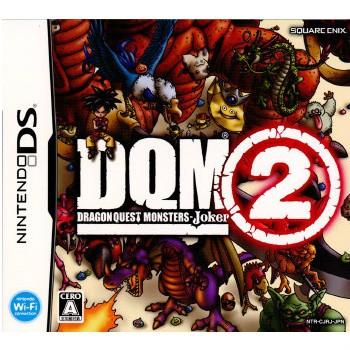 SQUARE ENIX
NINTENDO DS
DQM 2
DRAGON QUEST MONSTERS-Joker
nintendo
Wi-Fi
connection
CERO
A
NTR-CJRJ-JPN